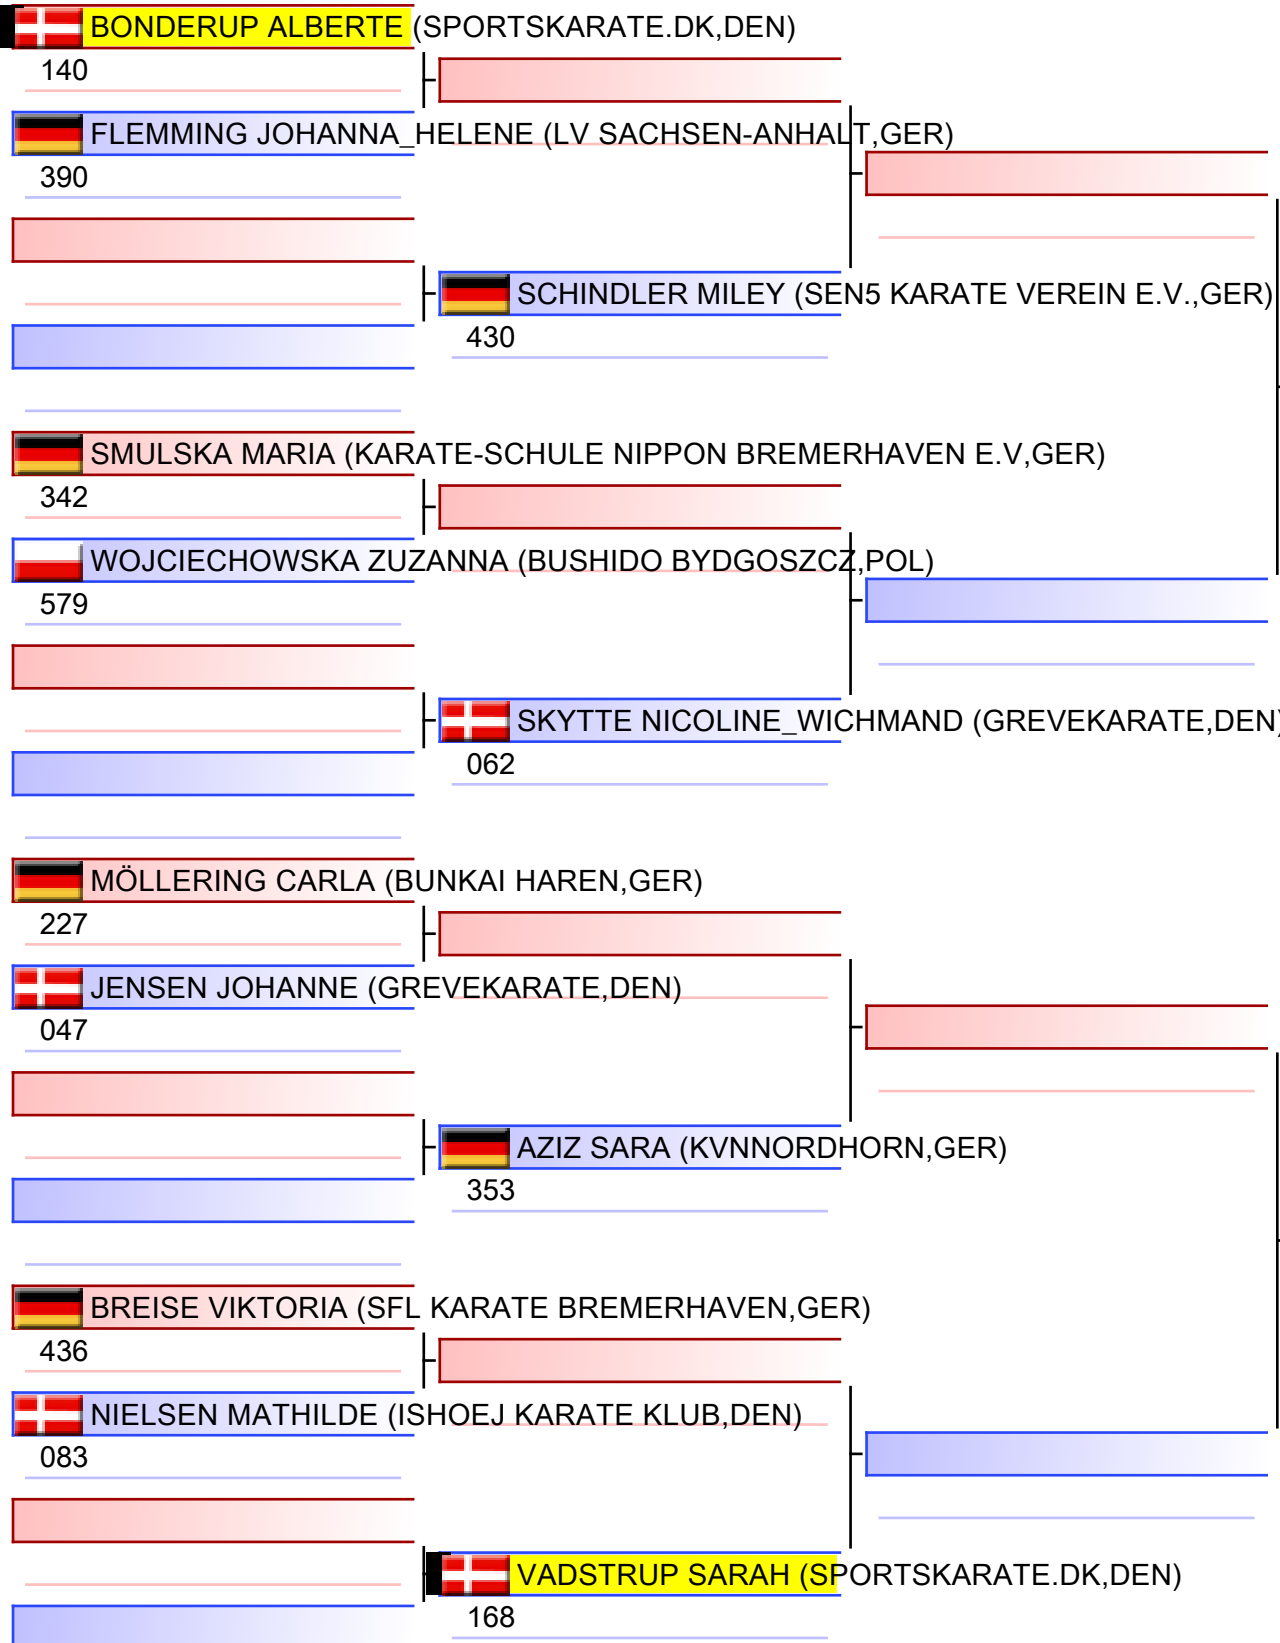 BONDERUP ALBERTE (SPORTSKARATE.DK,DEN)
140
FLEMMING JOHANNA_HELENE (LV SACHSEN-ANHALT,GER)
390
SCHINDLER MILEY (SEN5 KARATE VEREIN E.V.,GER)
430
SMULSKA MARIA (KARATE-SCHULE NIPPON BREMERHAVEN E.V,GER)
342
WOJCIECHOWSKA ZUZANNA (BUSHIDO BYDGOSZCZ,POL)
579
SKYTTE NICOLINE_WICHMAND (GREVEKARATE,DEN)
062
MÖLLERING CARLA (BUNKAI HAREN,GER)
227
JENSEN JOHANNE (GREVEKARATE,DEN)
047
AZIZ SARA (KVNNORDHORN,GER)
353
BREISE VIKTORIA (SFL KARATE BREMERHAVEN,GER)
436
NIELSEN MATHILDE (ISHOEJ KARATE KLUB,DEN)
083
VADSTRUP SARAH (SPORTSKARATE.DK,DEN)
168